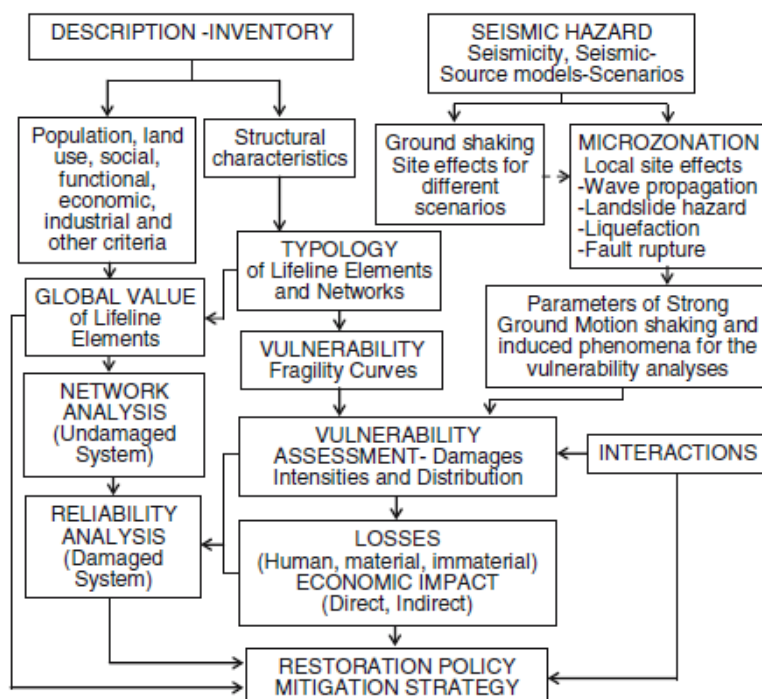 DESCRIPTION -INVENTORY
SEISMIC HAZARD
Seismicity, Seismic-
Source models-Scenarios
Population, land
use, social,
functional,
economic,
industrial and
other criteria
Structural
characteristics
Ground shaking
Site effects for
different
scenarios
MICROZONATION
Local site effects
-Wave propagation
-Landslide hazard
-Liquefaction
-Fault rupture
TYPOLOGY
of Lifeline Elements
and Networks
GLOBAL VALUE
of Lifeline
Elements
Parameters of Strong
Ground Motion shaking and
induced phenomena for the
vulnerability analyses
VULNERABILITY
Fragility Curves
NETWORK
ANALYSIS
(Undamaged
System)
VULNERABILITY
ASSESSMENT- Damages
Intensities and Distribution
INTERACTIONS
RELIABILITY
ANALYSIS
(Damaged
System)
LOSSES
(Human, material, immaterial)
ECONOMIC IMPACT
(Direct, Indirect)
RESTORATION POLICY
MITIGATION STRATEGY